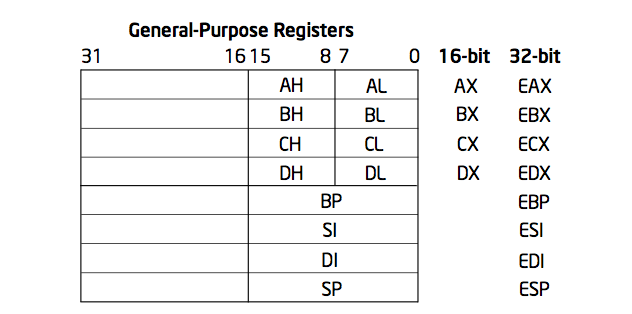 General-Purpose Registers
31 16 15 8 7 0 16-bit 32-bit
AH AL AX EAX
BH BL BX EBX
CH CL CX ECX
DH DL DX EDX
BP EBP
SI ESI
DI EDI
SP ESP